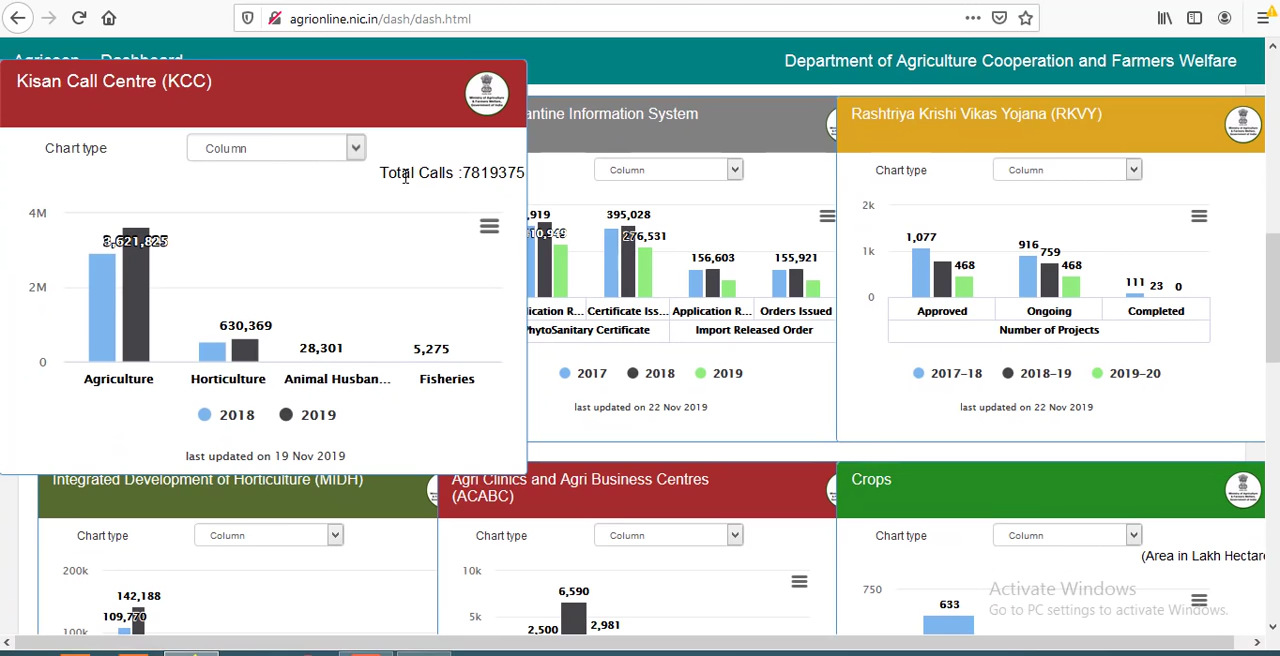 agrionline.nic.in/dash/dash.html
Dashboard
Department of Agriculture Cooperation and Farmers Welfare
Kisan Call Centre (KCC)
Chart type
Column
Total Calls :7819375
4M
2M
0
3,621,825
630,369
28,301
5,275
Agriculture
Horticulture
Animal Husban...
Fisheries
2018
2019
last updated on 19 Nov 2019
antine Information System
Column
,919
10,949
395,028
276,531
156,603
155,921
ication R...
Certificate Iss...
Application R...
Orders Issued
hytoSanitary Certificate
Import Released Order
2017
2018
2019
last updated on 22 Nov 2019
Rashtriya Krishi Vikas Yojana (RKVY)
Chart type
Column
2k
1k
0
1,077
468
916
759
468
111
23
0
Approved
Ongoing
Completed
Number of Projects
2017-18
2018-19
2019-20
last updated on 22 Nov 2019
Integrated Development of Horticulture (MIDH)
Chart type
Column
200k
100k
142,188
109,770
Agri Clinics and Agri Business Centres
(ACABC)
Chart type
Column
10k
5k
6,590
2,500
2,981
Crops
Chart type
Column
(Area in Lakh Hectare
750
633
Activate Windows
Go to PC settings to activate Windows.